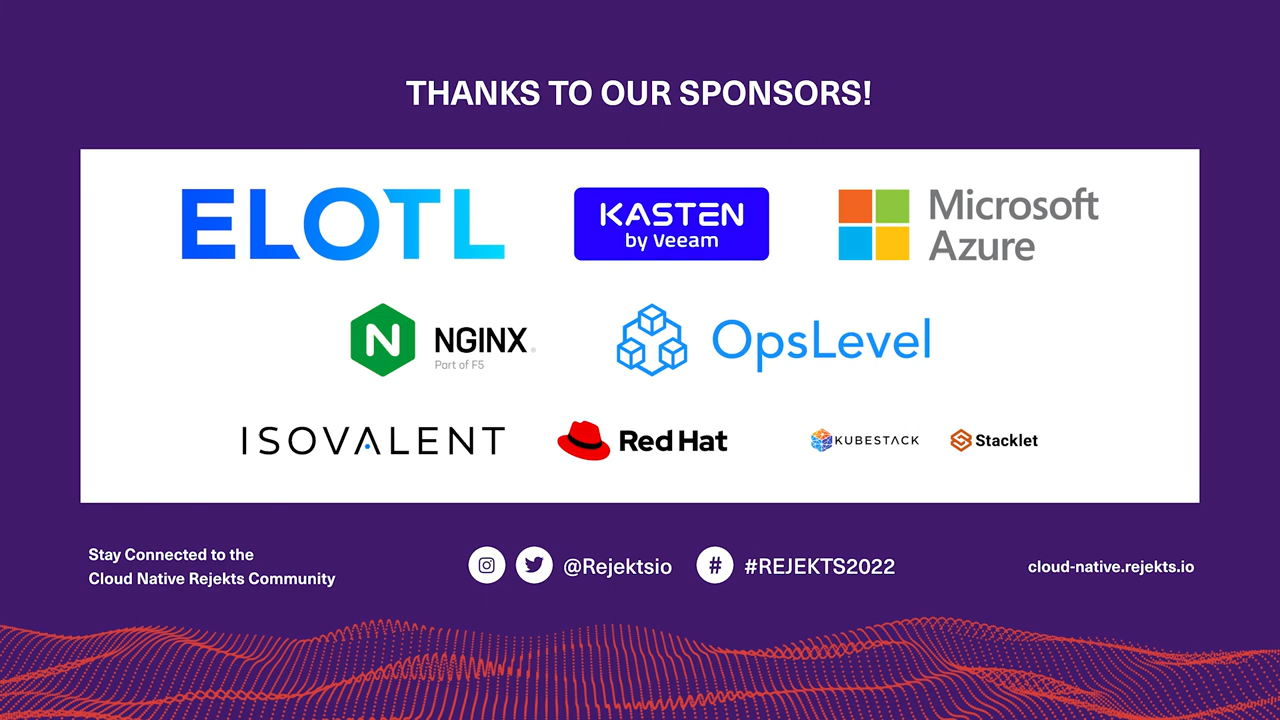 THANKS TO OUR SPONSORS!
ELOTL
KASTEN
by Veeam
Microsoft
Azure
NGINX
Part of F5
OpsLevel
ISOVALENT
Red Hat
KUBESTACK
Stacklet
Stay Connected to the
Cloud Native Rejekts Community
@Rejektsio
# #REJEKTS2022
cloud-native.rejekts.io